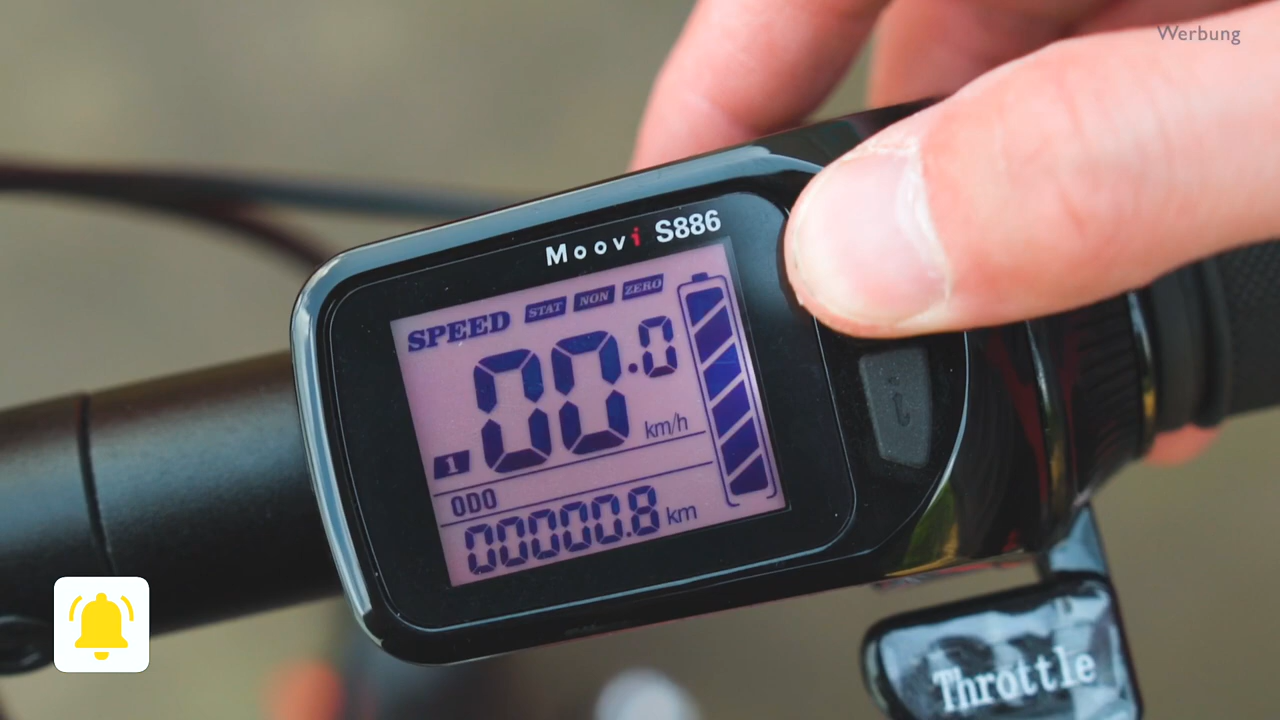 Werbung
Moovi S886
SPEED STAT NON ZERO
00.0 km/h
1
ODO
00000.8 km
i
Throttle